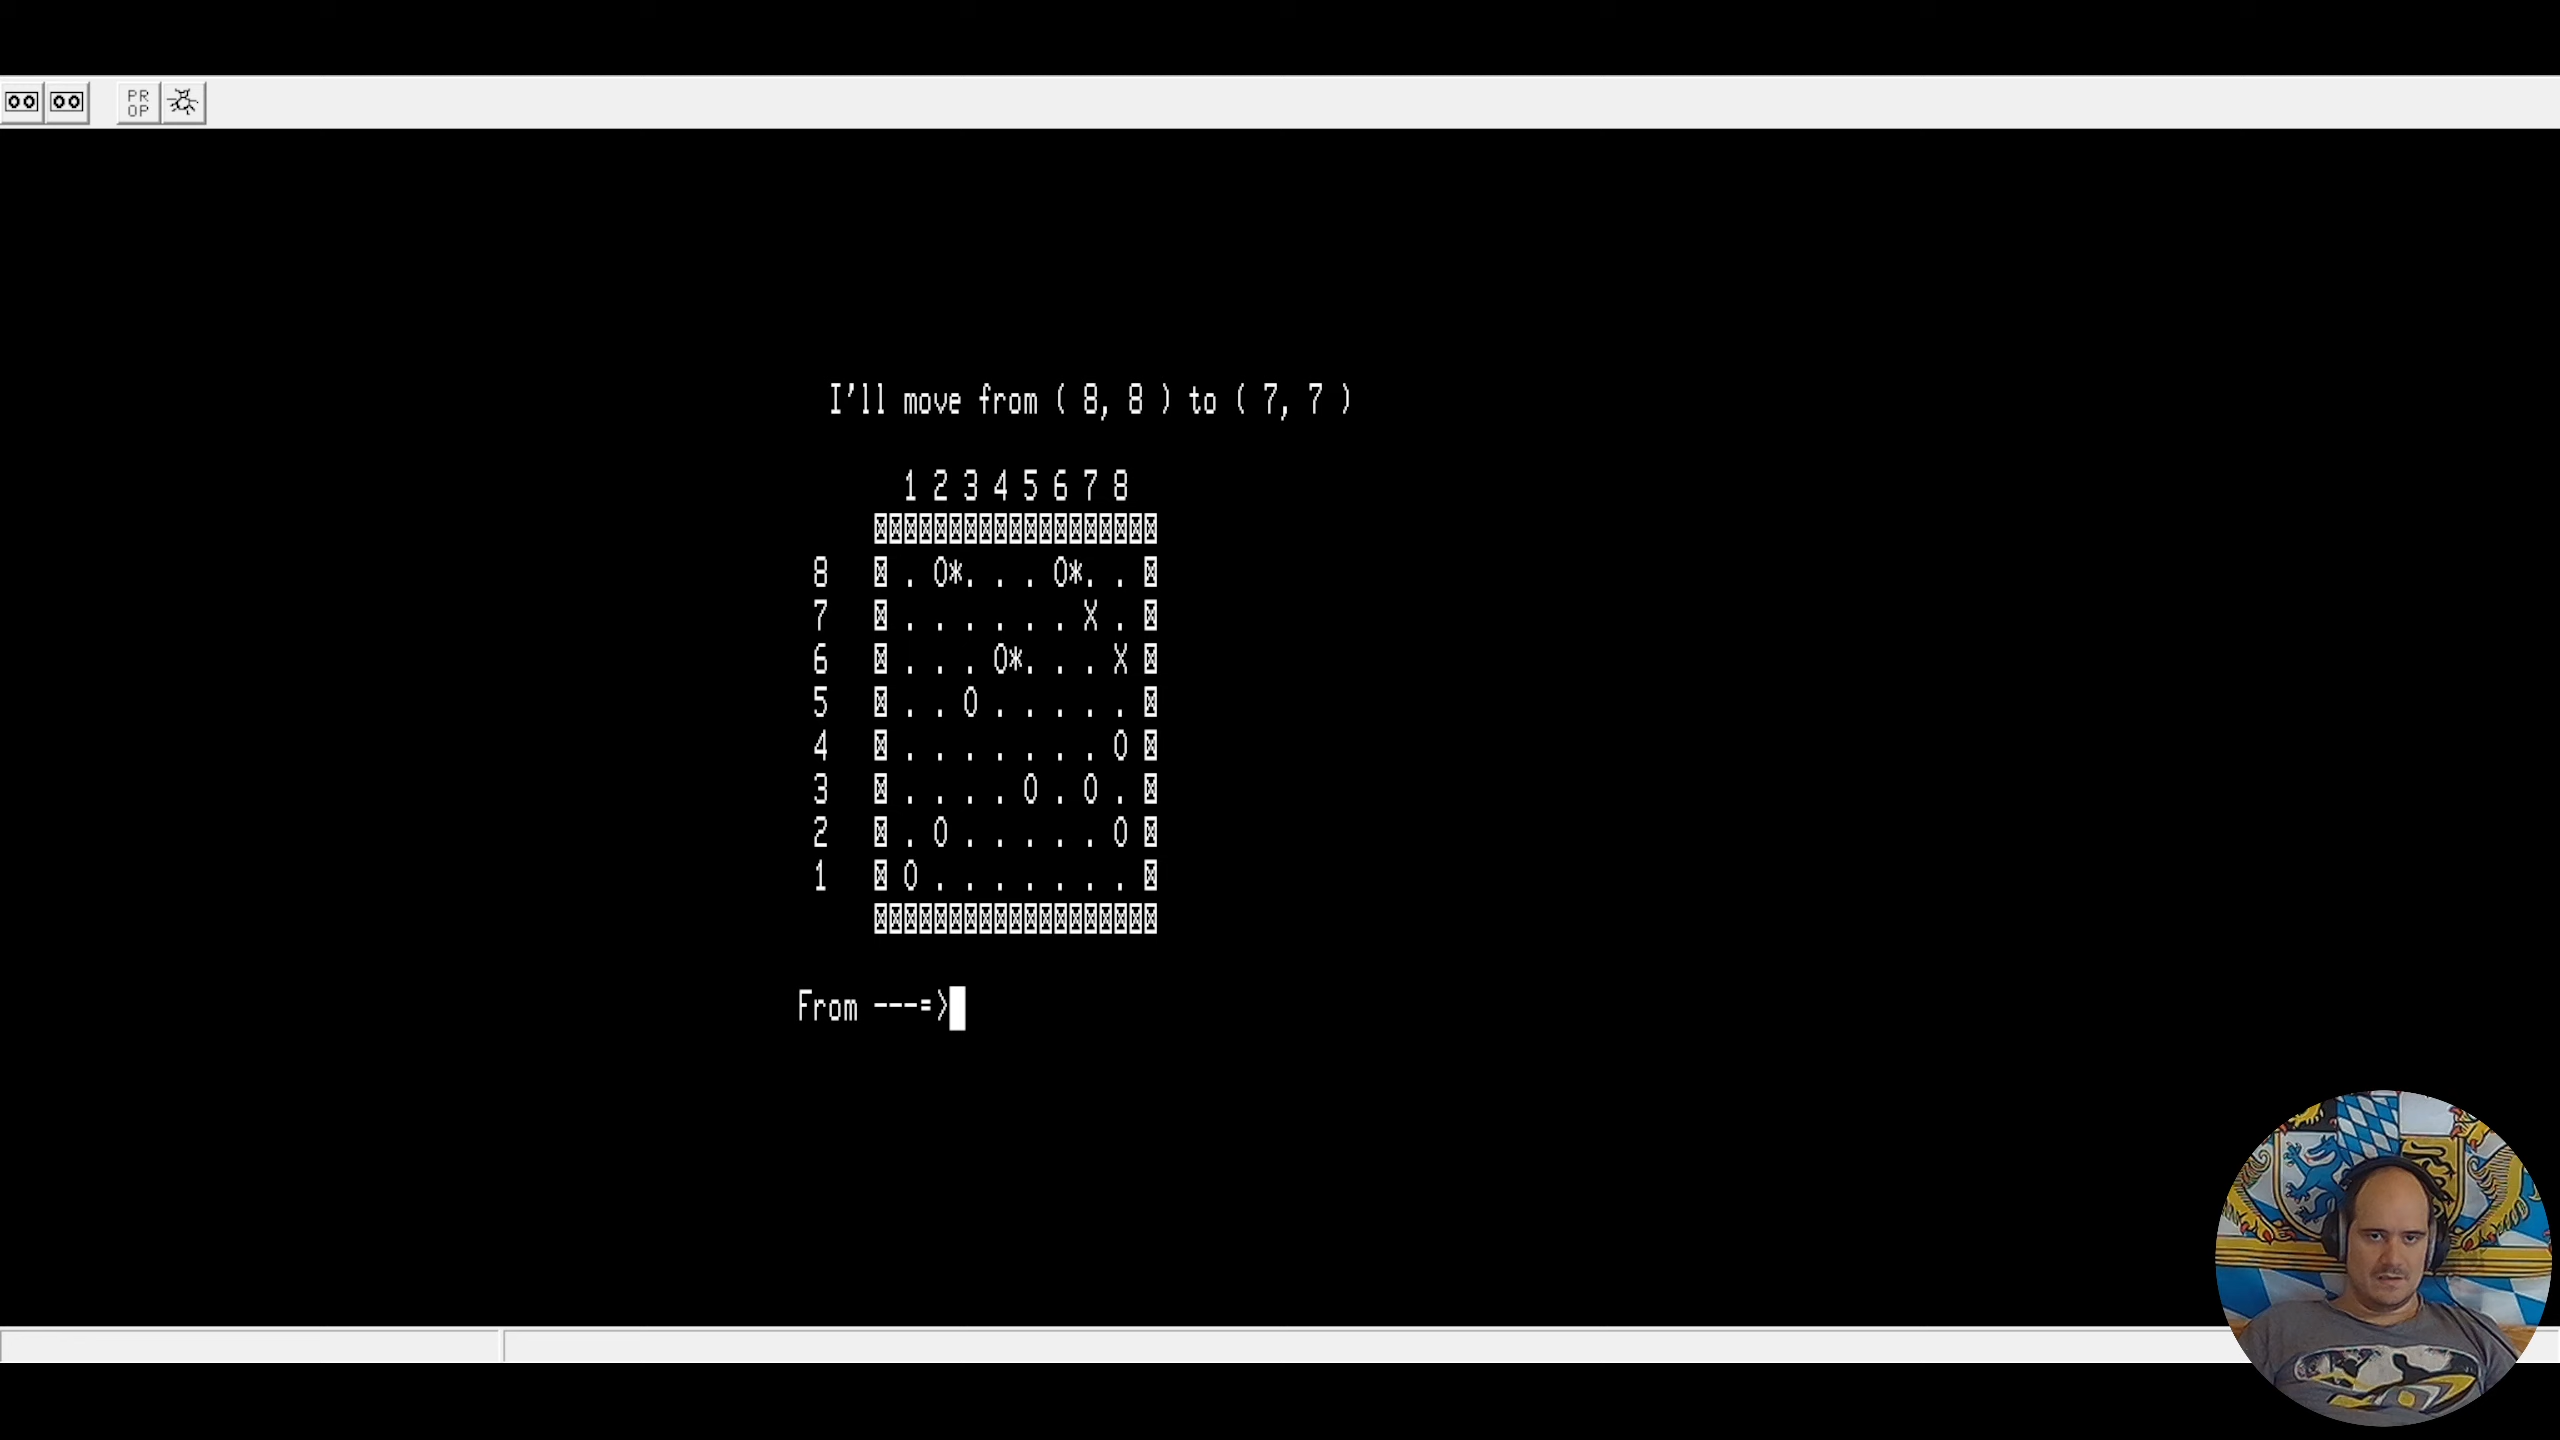 PR
OP
I'll move from ( 8, 8 ) to ( 7, 7 )
1 2 3 4 5 6 7 8
8 . O*. . . O*. .
7 . . . . . . X .
6 . . . O*. . . X
5 . . O . . . . .
4 . . . . . . . O
3 . . . . O . O .
2 . O . . . . . O
1 O . . . . . . .
From ---=>